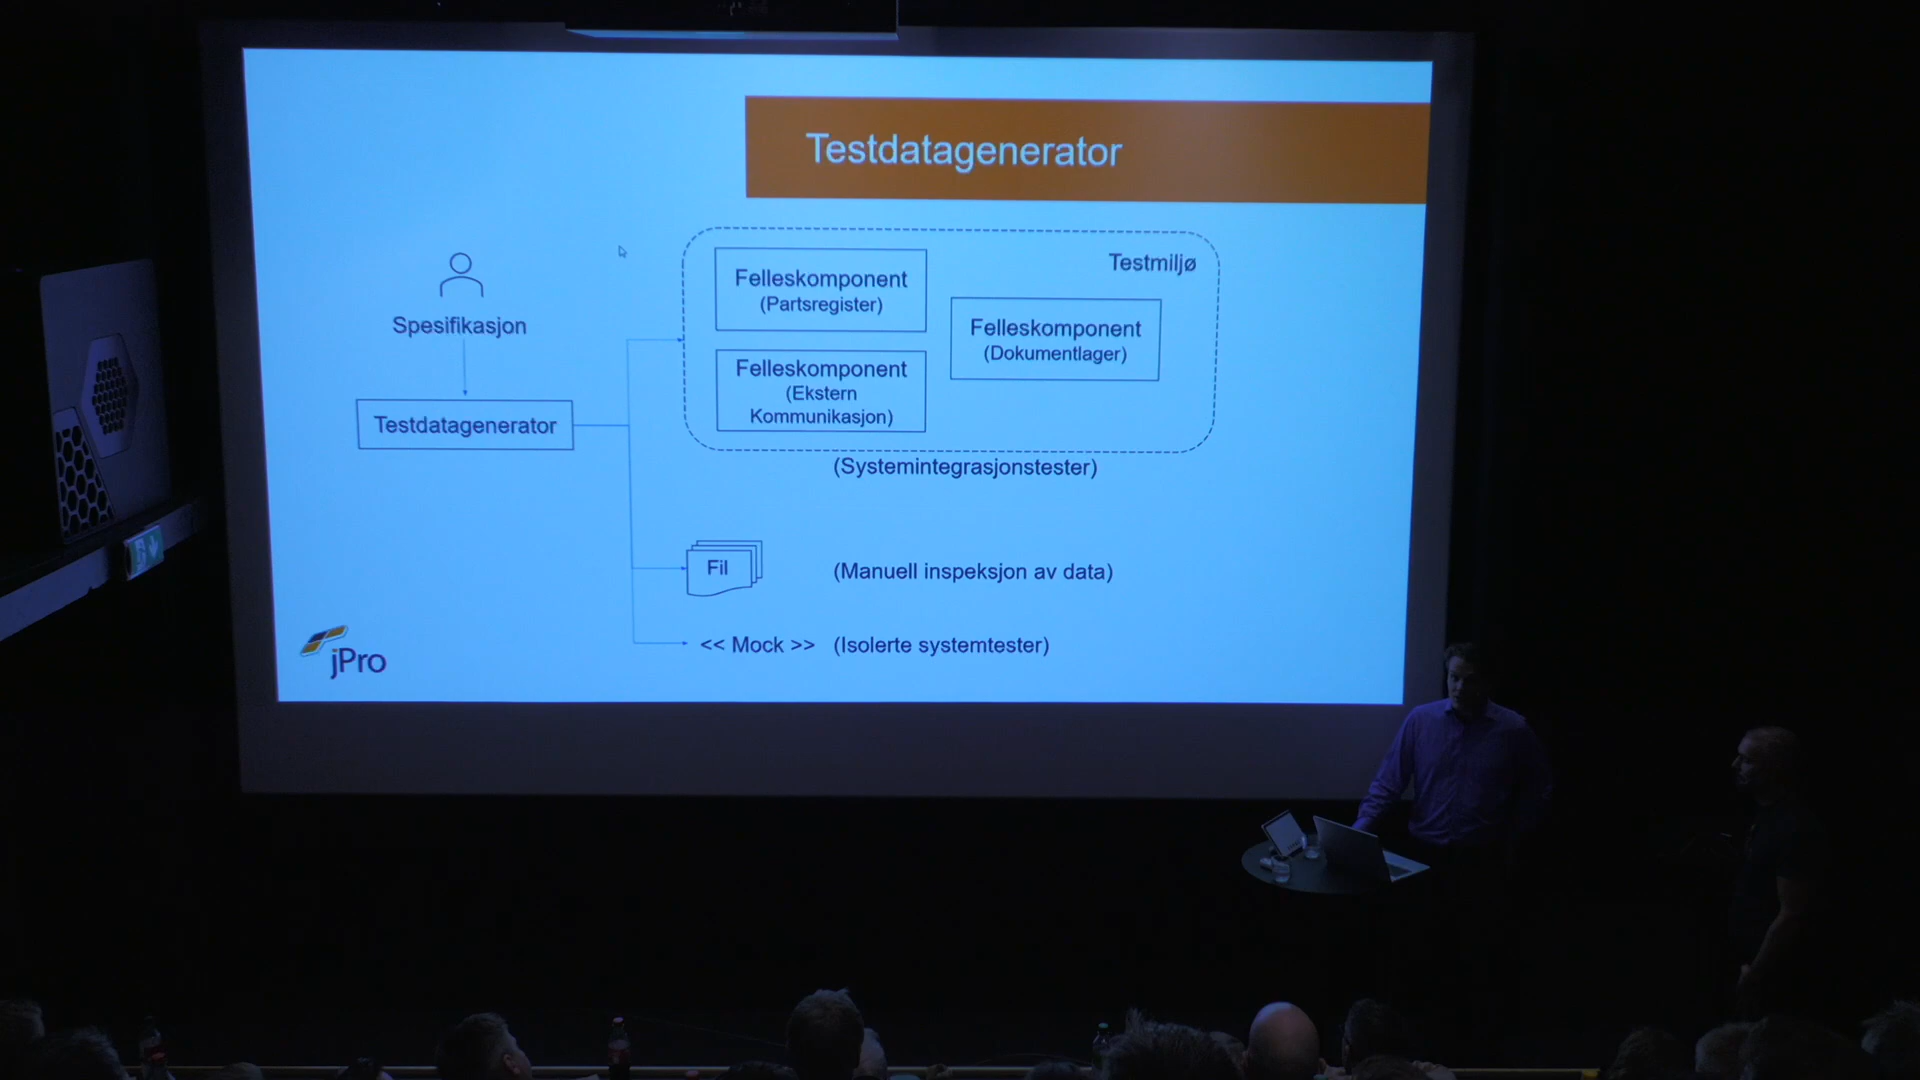 Testdatagenerator
Spesifikasjon
Testdatagenerator
Testmiljø
Felleskomponent
(Partsregister)
Felleskomponent
(Dokumentlager)
Felleskomponent
(Ekstern
Kommunikasjon)
(Systemintegrasjonstester)
Fil
(Manuell inspeksjon av data)
<< Mock >>
(Isolerte systemtester)
jPro